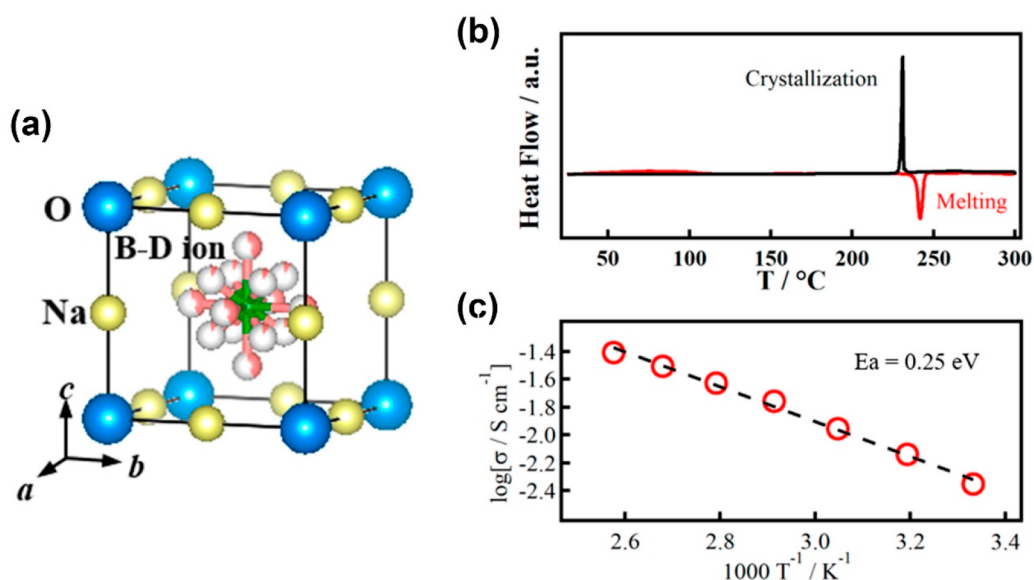 (a)
O
B–D ion
Na
c
a
b
(b)
Heat Flow / a.u.
Crystallization
Melting
50 100 150 200 250 300
T / °C
(c)
log[σ / S cm⁻¹]
-1.4
-1.6
-1.8
-2.0
-2.2
-2.4
Ea = 0.25 eV
2.6 2.8 3.0 3.2 3.4
1000 T⁻¹ / K⁻¹